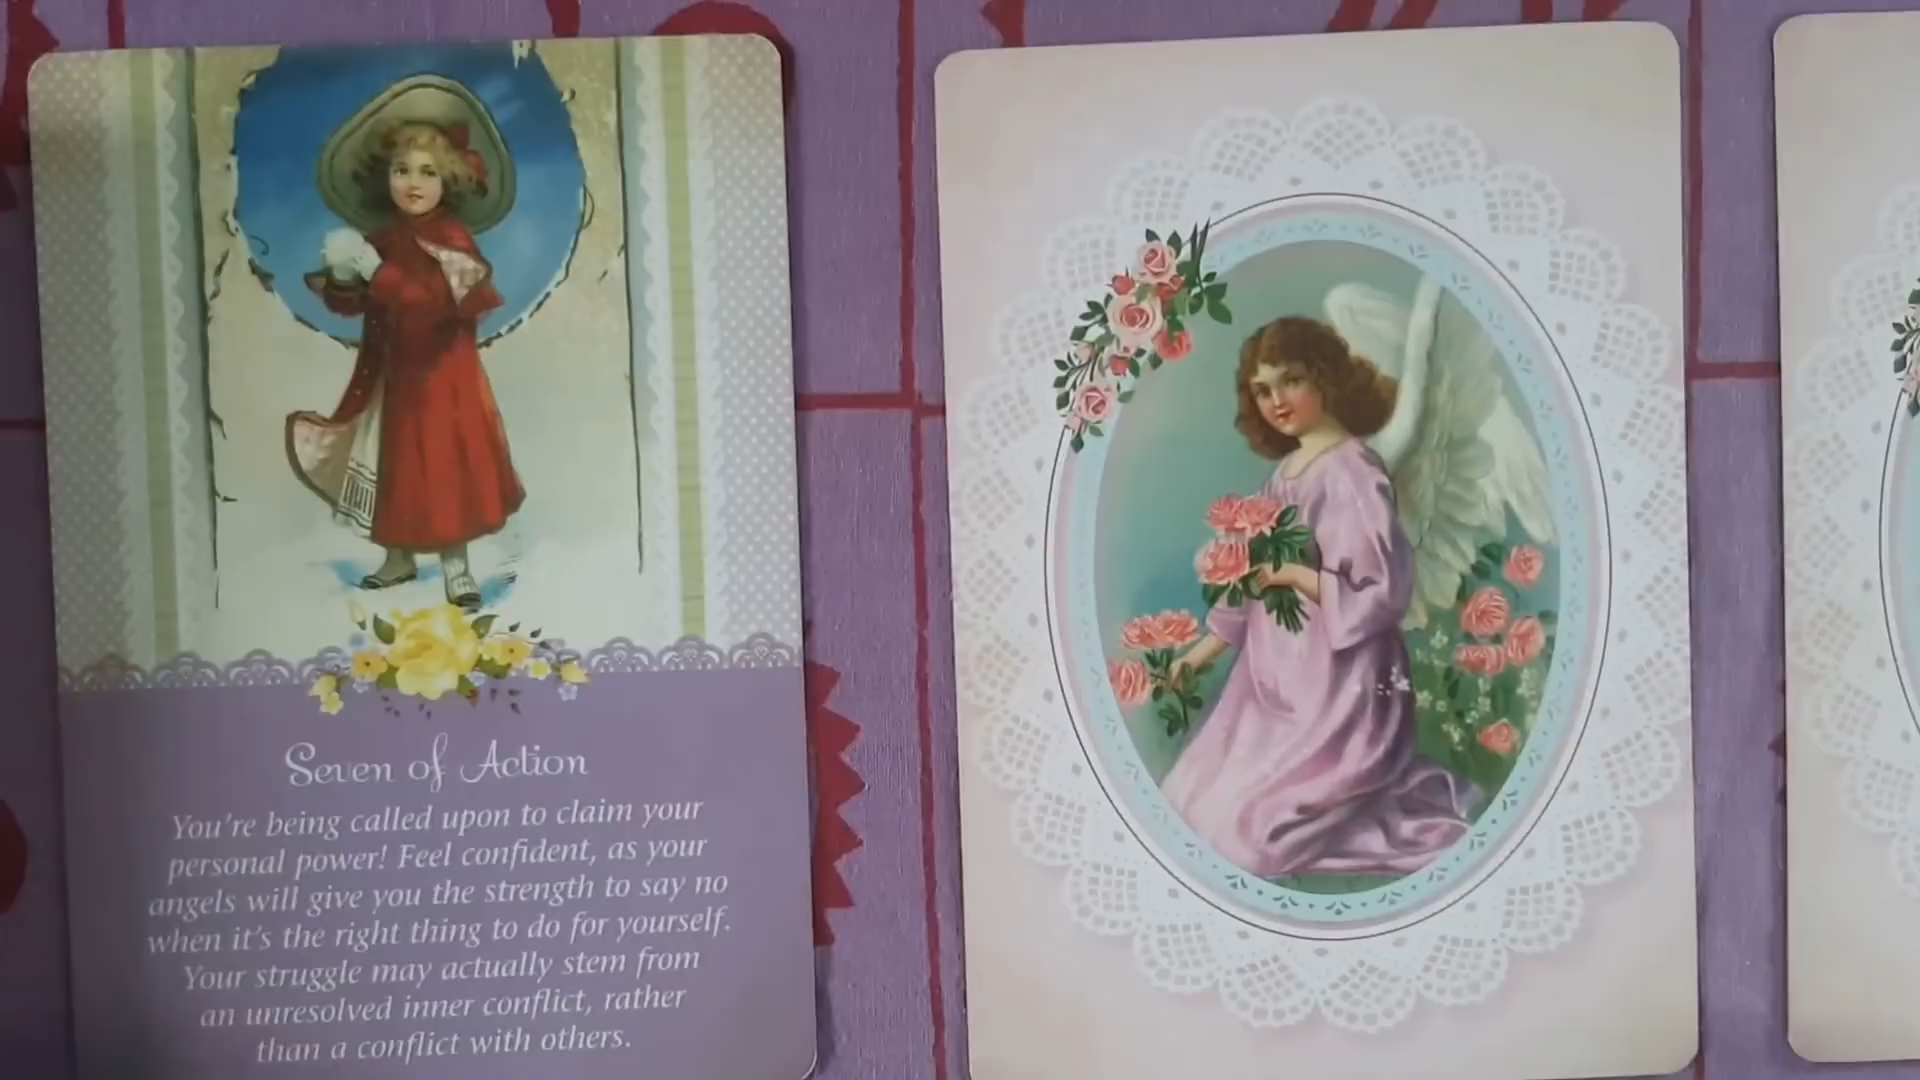 Seven of Action
You're being called upon to claim your
personal power! Feel confident, as your
angels will give you the strength to say no
when it's the right thing to do for yourself.
Your struggle may actually stem from
an unresolved inner conflict, rather
than a conflict with others.